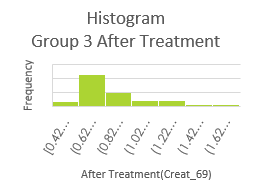 Histogram
Group 3 After Treatment
Frequency
[0.42...
(0.62...
(0.82...
(1.02...
(1.22...
(1.42...
(1.62...
After Treatment(Creat_69)